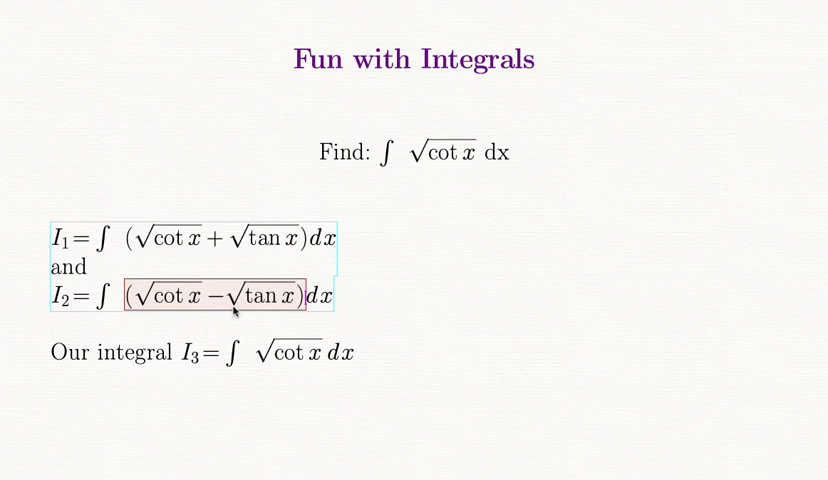 Fun with Integrals
Find: ∫ √cot x dx
I₁= ∫ (√cot x + √tan x)dx
and
I₂= ∫ (√cot x −√tan x)dx
Our integral I₃= ∫ √cot x dx